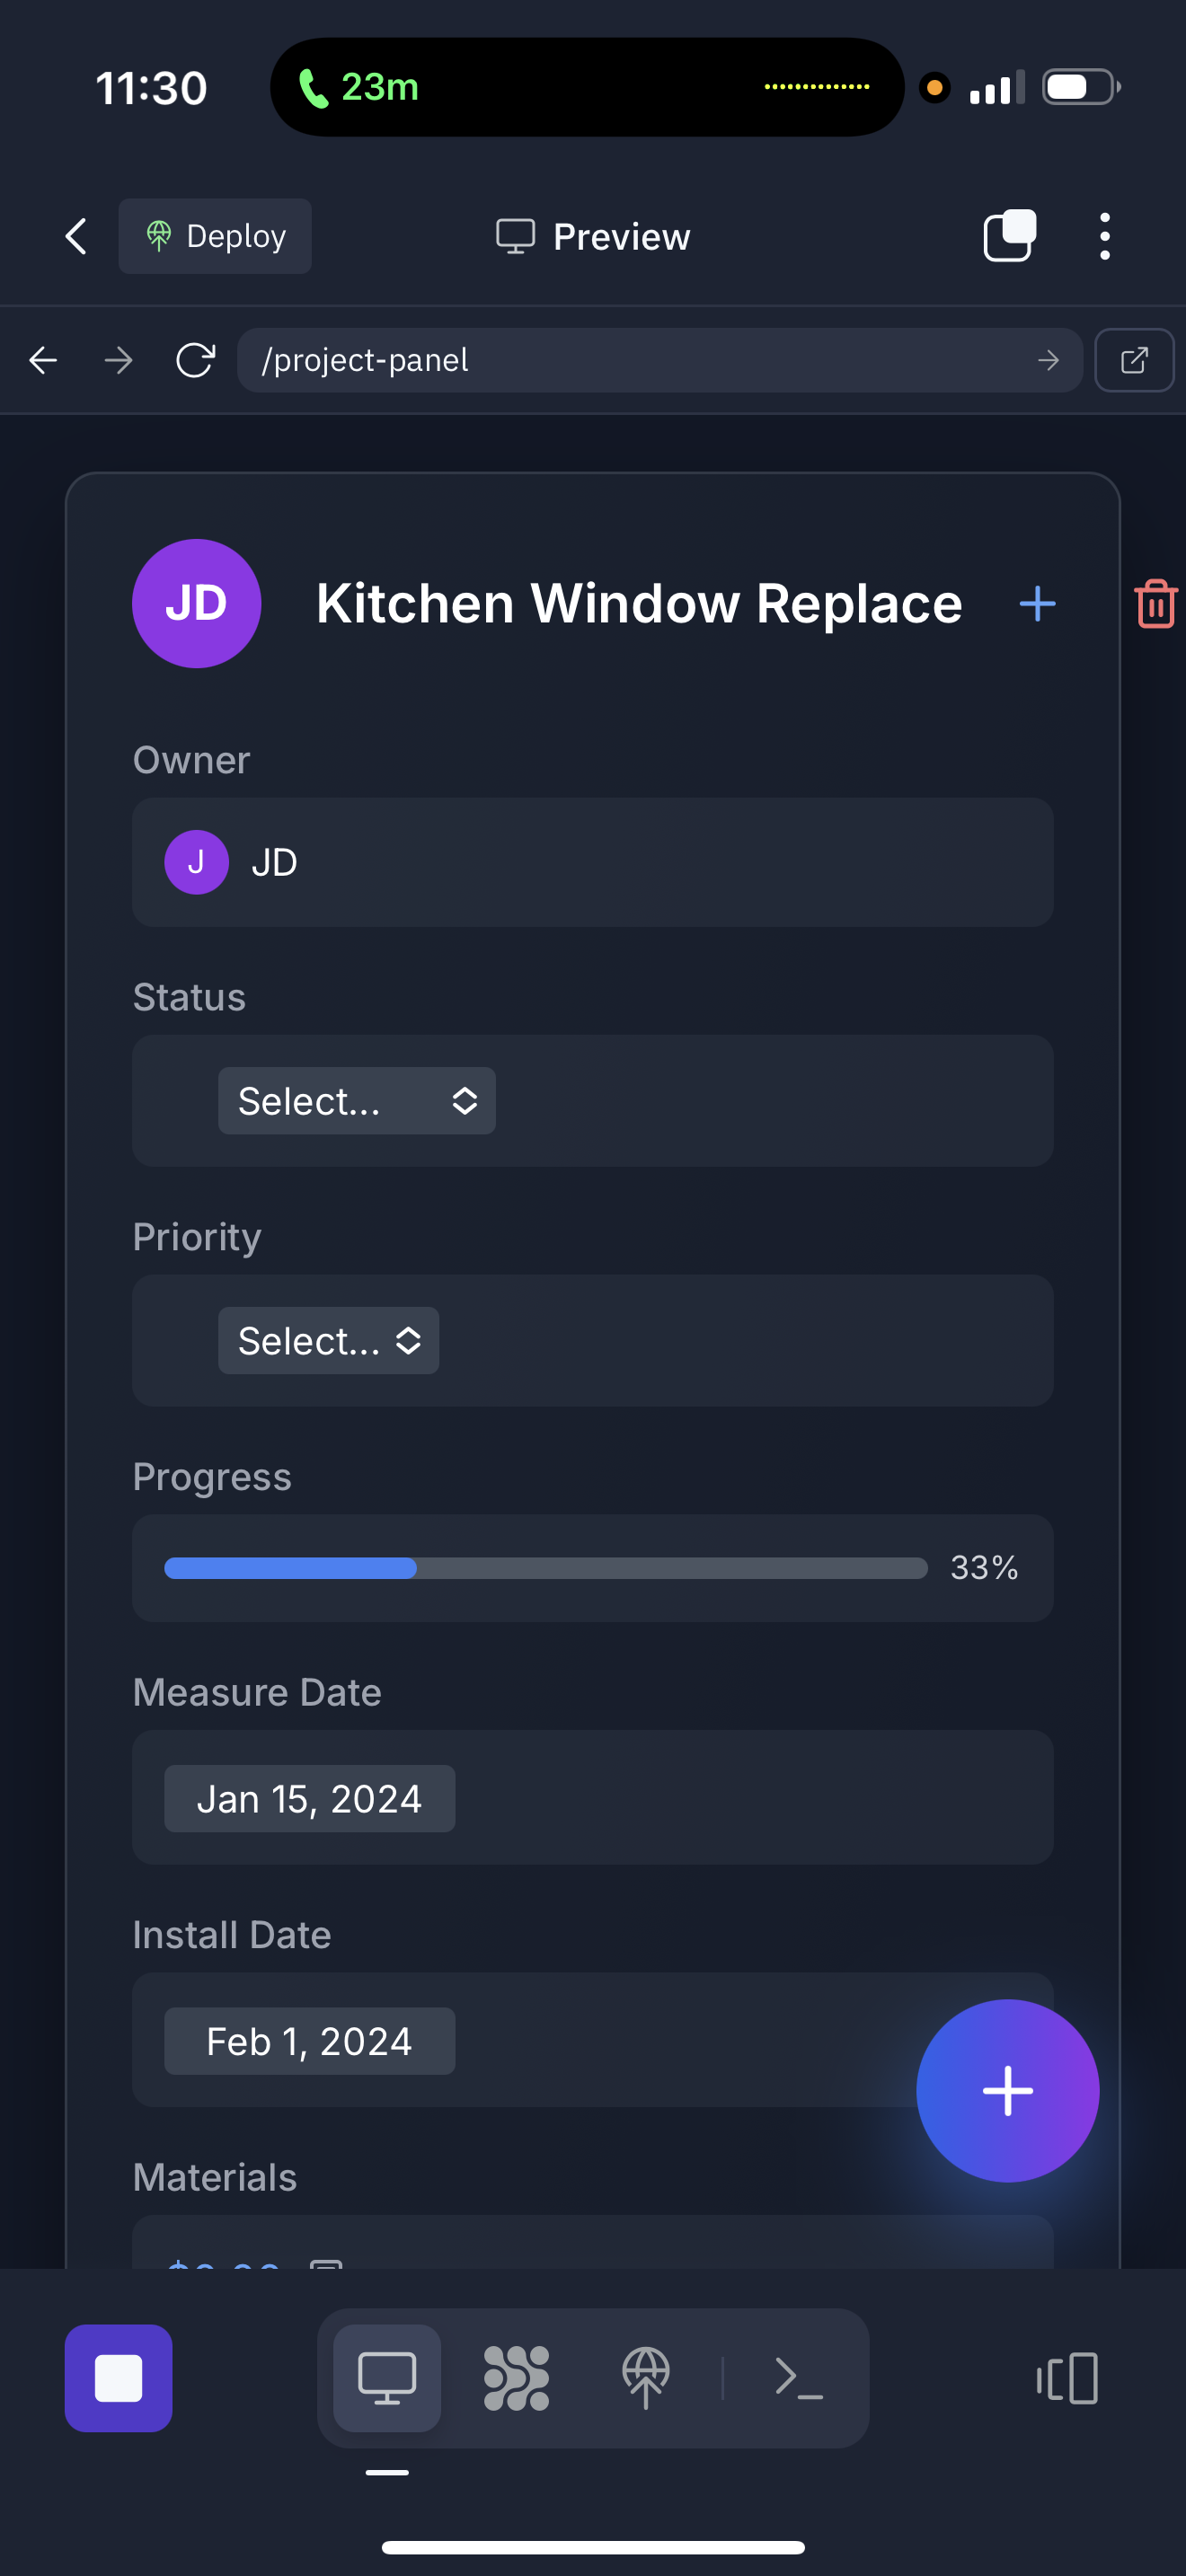 11:30
23m
Deploy
Preview
/project-panel
JD
Kitchen Window Replace
Owner
J
JD
Status
Select...
Priority
Select...
Progress
33%
Measure Date
Jan 15, 2024
Install Date
Feb 1, 2024
Materials